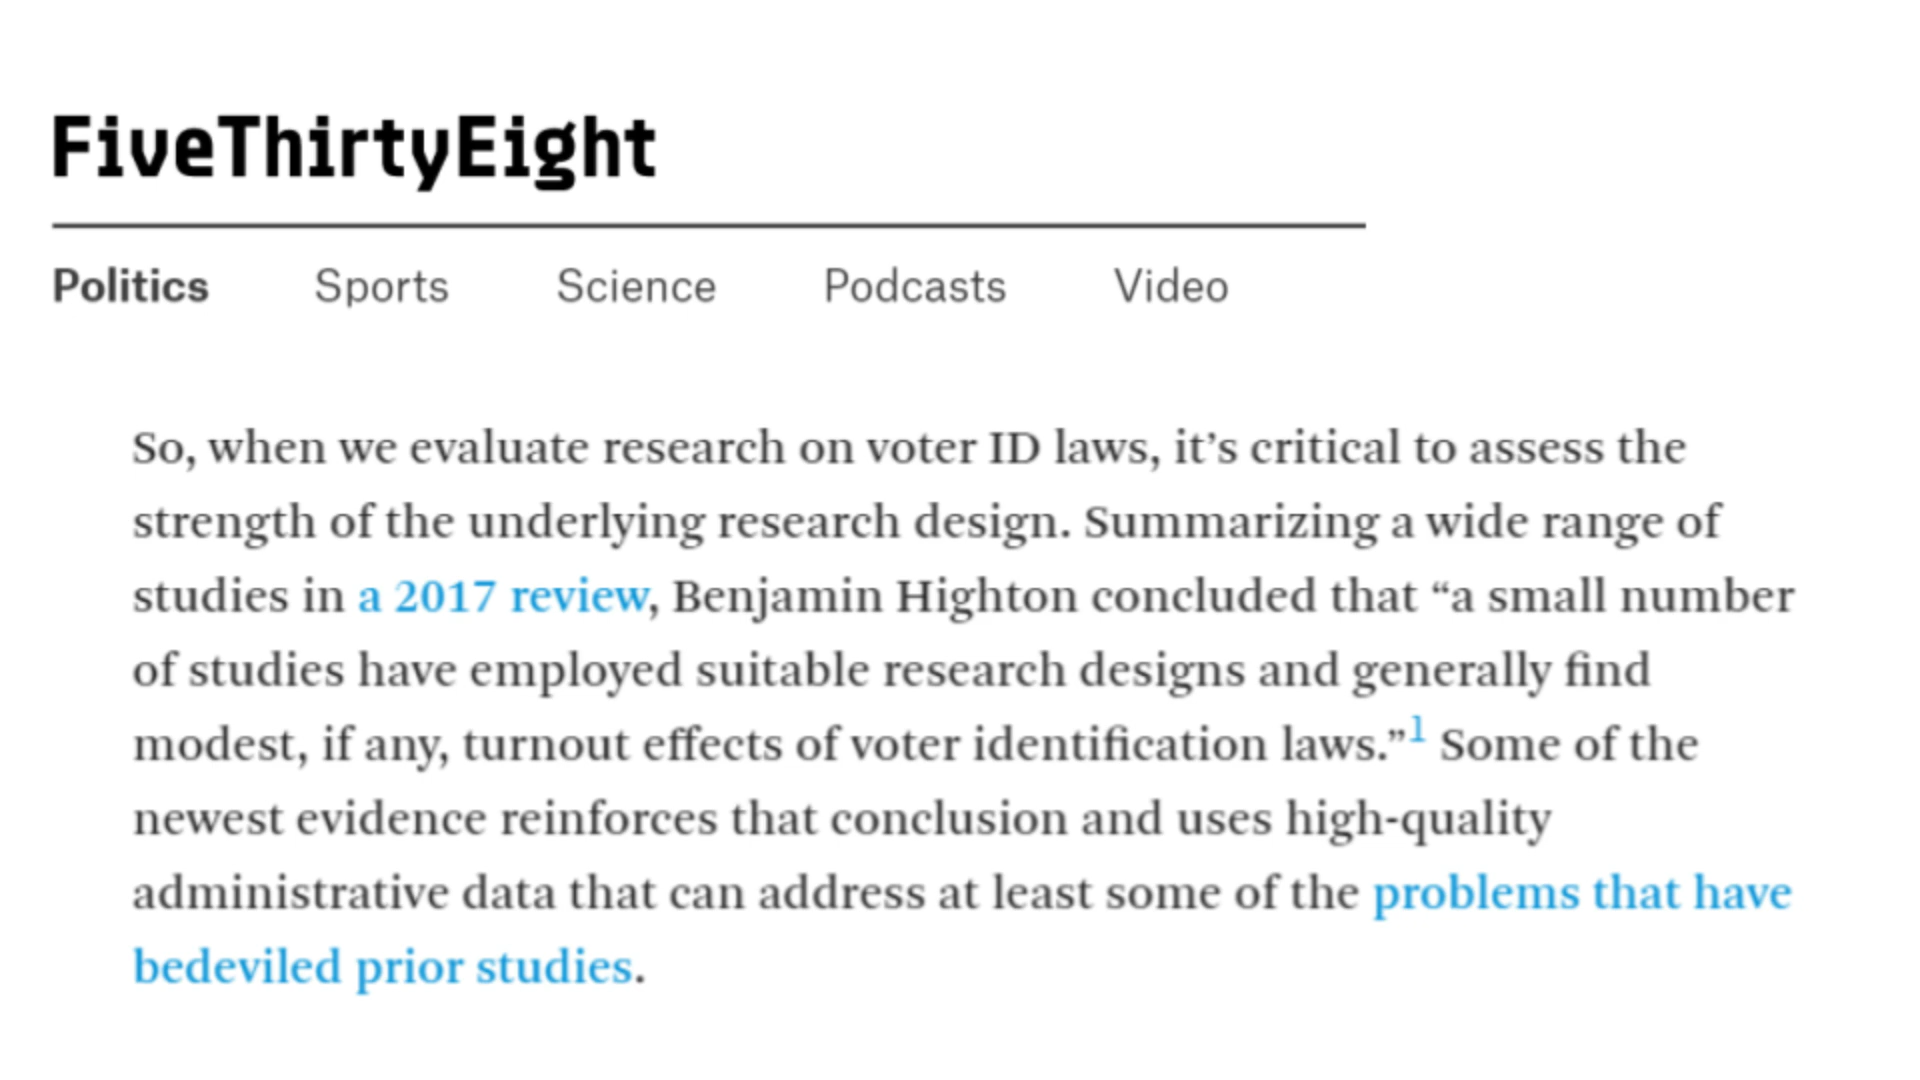 FiveThirtyEight
Politics Sports Science Podcasts Video
So, when we evaluate research on voter ID laws, it’s critical to assess the
strength of the underlying research design. Summarizing a wide range of
studies in a 2017 review, Benjamin Highton concluded that “a small number
of studies have employed suitable research designs and generally find
modest, if any, turnout effects of voter identification laws.”1 Some of the
newest evidence reinforces that conclusion and uses high-quality
administrative data that can address at least some of the problems that have
bedeviled prior studies.